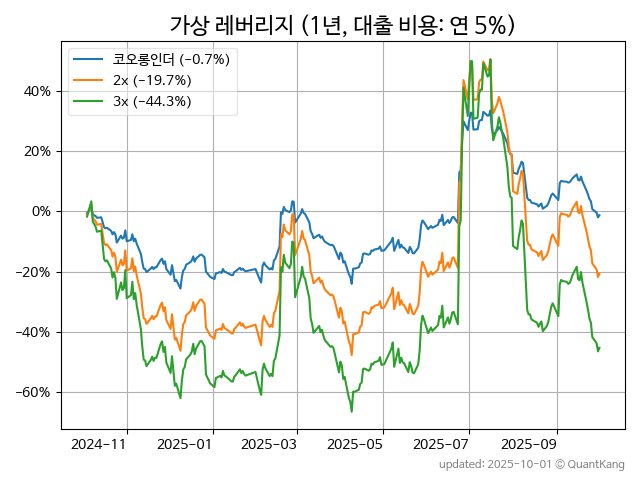 가상 레버리지 (1년, 대출 비용: 연 5%)
코오롱인더 (−0.7%)
2x (−19.7%)
3x (−44.3%)
40%
20%
0%
−20%
−40%
−60%
2024-11
2025-01
2025-03
2025-05
2025-07
2025-09
updated: 2025-10-01 © QuantKang